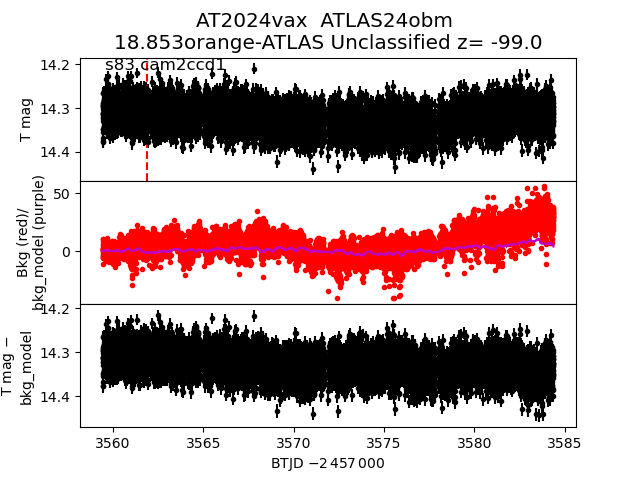 AT2024vax  ATLAS24obm
18.853orange-ATLAS Unclassified z= -99.0
s83 cam2ccd1
14.2
14.3
14.4
T mag
50
0
Bkg (red)/
bkg_model (purple)
14.2
14.3
14.4
T mag −
bkg_model
3560
3565
3570
3575
3580
3585
BTJD −2 457 000